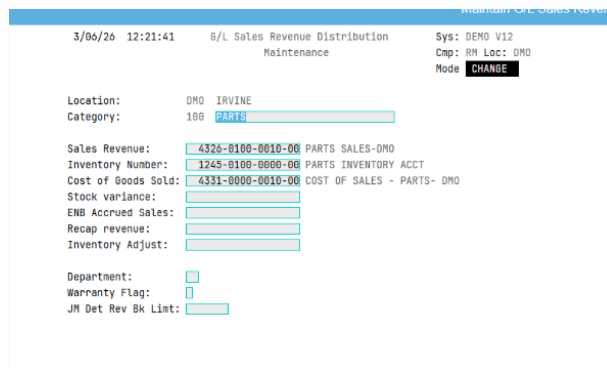 Maintain G/L Sales Reve
3/06/26 12:21:41 G/L Sales Revenue Distribution Sys: DEMO V12
Maintenance Cmp: RM Loc: DMO
Mode CHANGE
Location: DMO IRVINE
Category: 100 PARTS
Sales Revenue: 4326-0100-0010-00 PARTS SALES-DMO
Inventory Number: 1245-0100-0000-00 PARTS INVENTORY ACCT
Cost of Goods Sold: 4331-0000-0010-00 COST OF SALES - PARTS- DMO
Stock variance:
ENB Accrued Sales:
Recap revenue:
Inventory Adjust:
Department:
Warranty Flag:
JM Det Rev Bk Limt: